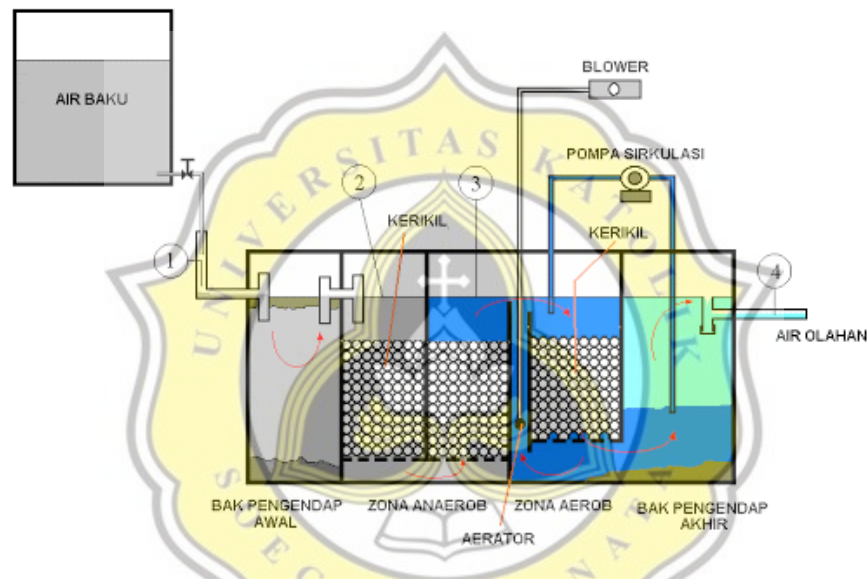 AIR BAKU
BLOWER
POMPA SIRKULASI
2
3
KERIKIL
KERIKIL
1
4
AIR OLAHAN
BAK PENGENDAP
AWAL
ZONA ANAEROB
ZONA AEROB
BAK PENGENDAP
AKHIR
AERATOR
UNIVERSITAS KATOLIK